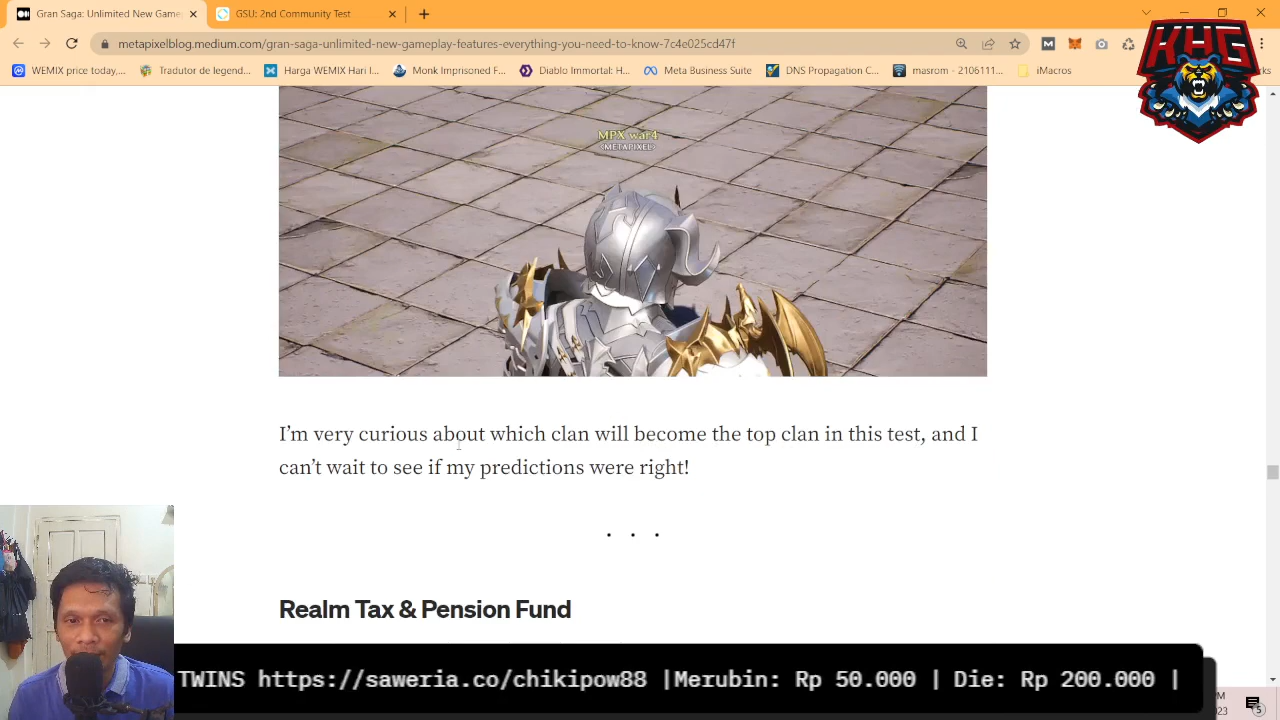 Gran Saga: Unlimited New Game
GSU: 2nd Community Test
metapixelblog.medium.com/gran-saga-unlimited-new-gameplay-features-everything-you-need-to-know-7c4e025cd47f
WEMIX price today,...
Tradutor de legend...
Harga WEMIX Hari I...
Monk Imprisoned D...
Diablo Immortal: H...
Meta Business Suite
DNS Propagation C...
masrom - 2106111...
iMacros
KHG
MPX war4
<METAPIXEL>
I'm very curious about which clan will become the top clan in this test, and I
can't wait to see if my predictions were right!
. . .
Realm Tax & Pension Fund
TWINS https://saweria.co/chikipow88 |Merubin: Rp 50.000 | Die: Rp 200.000 |
5